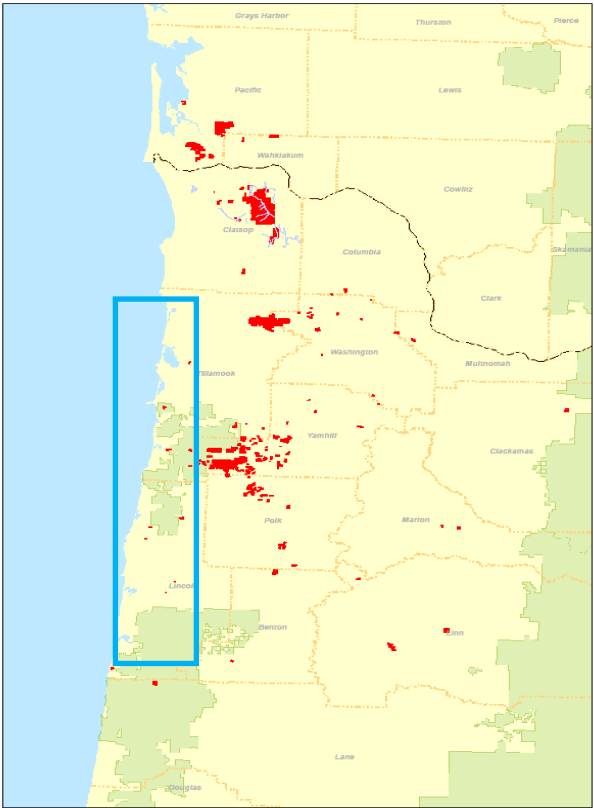 Grays Harbor
Thurston
Pierce
Pacific
Lewis
Wahkiakum
Cowlitz
Clatsop
Columbia
Skamania
Clark
Washington
Multnomah
Tillamook
Yamhill
Clackamas
Polk
Marion
Lincoln
Benton
Linn
Lane
Douglas